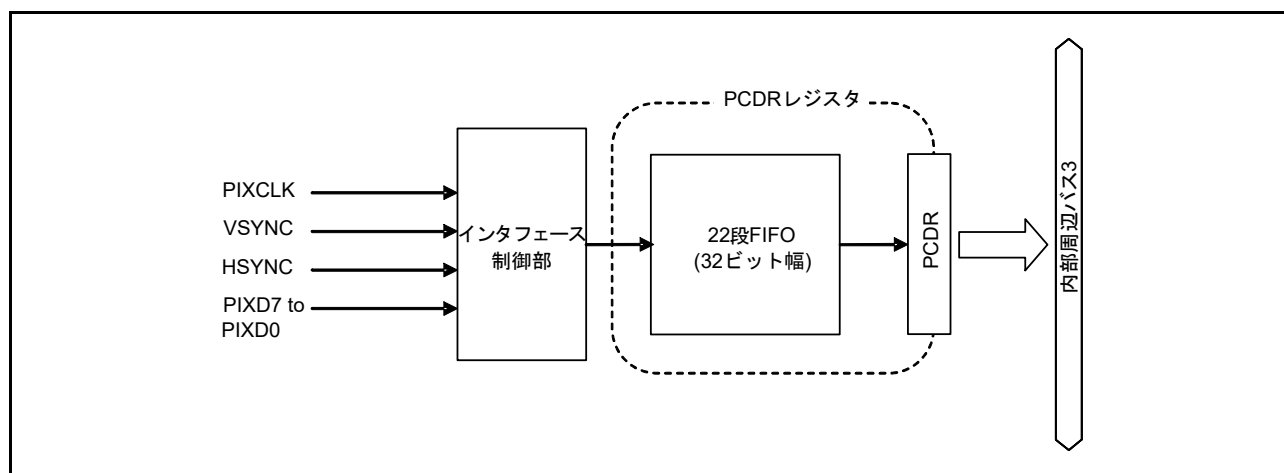 PCDRレジスタ
PIXCLK
VSYNC
HSYNC
PIXD7 to
PIXD0
インタフェース
制御部
22段FIFO
(32ビット幅)
PCDR
内部周辺バス3